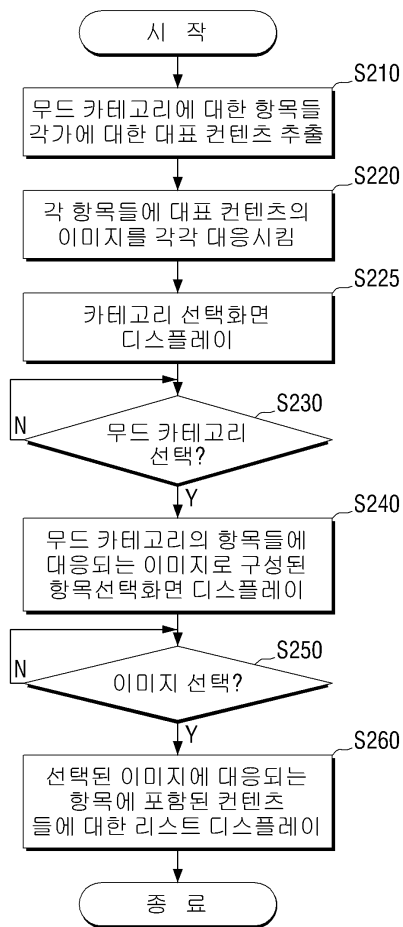 시 작
S210
무드 카테고리에 대한 항목들
각가에 대한 대표 컨텐츠 추출
S220
각 항목들에 대표 컨텐츠의
이미지를 각각 대응시킴
S225
카테고리 선택화면
디스플레이
S230
N
무드 카테고리
선택?
Y
S240
무드 카테고리의 항목들에
대응되는 이미지로 구성된
항목선택화면 디스플레이
S250
N
이미지 선택?
Y
S260
선택된 이미지에 대응되는
항목에 포함된 컨텐츠
들에 대한 리스트 디스플레이
종 료